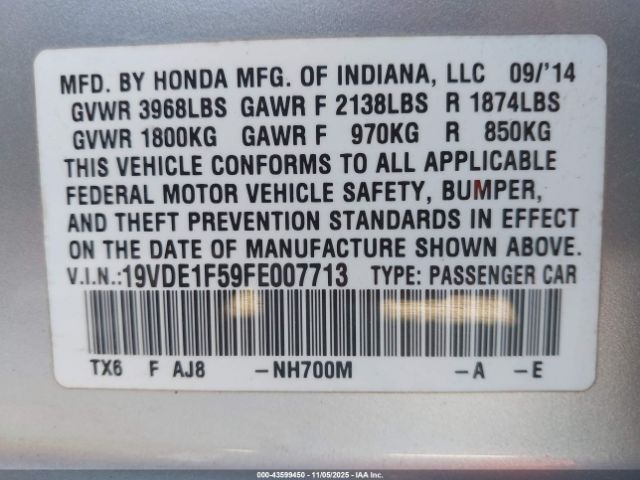 MFD. BY HONDA MFG. OF INDIANA, LLC 09/'14
GVWR 3968LBS GAWR F 2138LBS R 1874LBS
GVWR 1800KG GAWR F 970KG R 850KG
THIS VEHICLE CONFORMS TO ALL APPLICABLE
FEDERAL MOTOR VEHICLE SAFETY, BUMPER,
AND THEFT PREVENTION STANDARDS IN EFFECT
ON THE DATE OF MANUFACTURE SHOWN ABOVE.
V.I.N.:19VDE1F59FE007713 TYPE: PASSENGER CAR
TX6 F AJ8 -NH700M -A -E
000-43599450 | 11/05/2025 | IAA Inc.